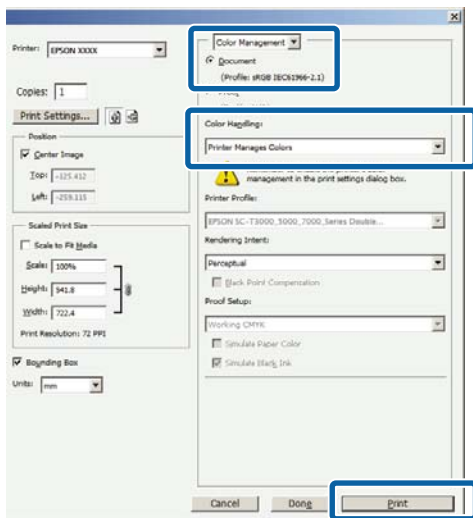 Printer: EPSON XXXX
Copies: 1
Print Settings...
Position
Center Image
Top: -125.412
Left: -259.115
Scaled Print Size
Scale to Fit Media
Scale: 100%
Height: 541.8
Width: 722.4
Print Resolution: 72 PPI
Bounding Box
Units: mm
Color Management
Document
(Profile: sRGB IEC61966-2.1)
Color Handling:
Printer Manages Colors
management in the print settings dialog box.
Printer Profile:
EPSON SC-T3000_5000_7000_Series Double...
Rendering Intent:
Perceptual
Black Point Compensation
Proof Setup:
Working CMYK
Simulate Paper Color
Simulate Black Ink
Cancel
Done
Print